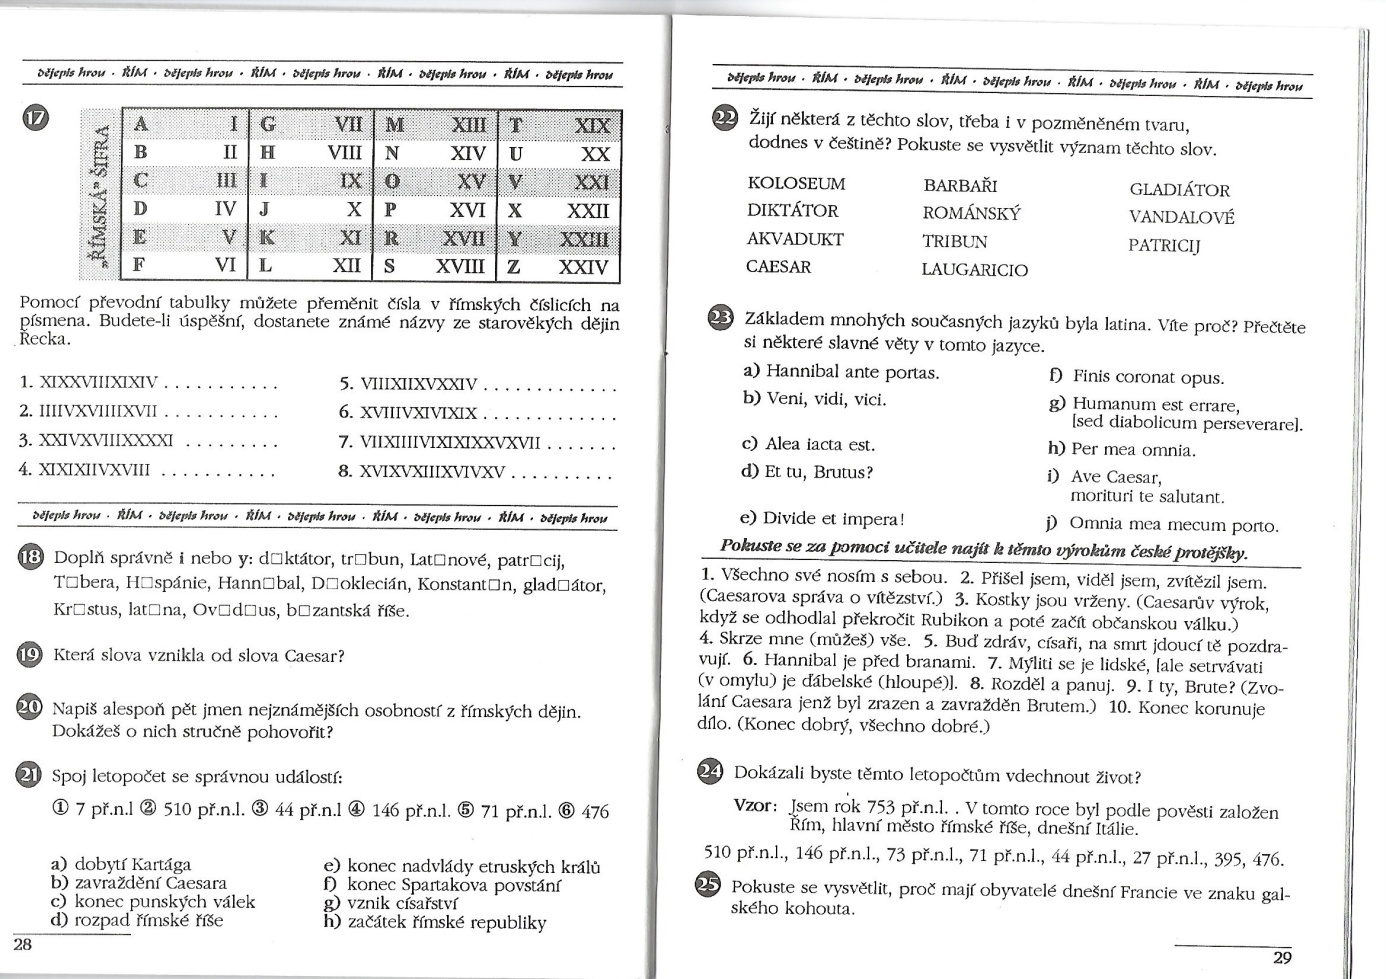 Dějepis hrou · ŘÍM · Dějepis hrou · ŘÍM · Dějepis hrou · ŘÍM · Dějepis hrou · ŘÍM · Dějepis hrou
17
„ŘÍMSKÁ” ŠIFRA
A I G VII M XIII T XIX
B II H VIII N XIV U XX
C III I IX O XV V XXI
D IV J X P XVI X XXII
E V K XI R XVII Y XXIII
F VI L XII S XVIII Z XXIV
Pomocí převodní tabulky můžete přeměnit čísla v římských číslicích na
písmena. Budete-li úspěšní, dostanete známé názvy ze starověkých dějin
Řecka.
1. XIXXVIIIXIXIV . . . . . . . . . . .
2. IIIIVXVIIIIXVII . . . . . . . . . . .
3. XXIVXVIIIXXXXI . . . . . . . . .
4. XIXIXIIVXVIII . . . . . . . . . . .
5. VIIIXIIXVXXIV . . . . . . . . . . . . .
6. XVIIIVXIVIXIX . . . . . . . . . . . . .
7. VIIXIIIIVIXIXIXXVXVII . . . . . . .
8. XVIXVXIIIXVIVXV . . . . . . . . . .
Dějepis hrou · ŘÍM · Dějepis hrou · ŘÍM · Dějepis hrou · ŘÍM · Dějepis hrou · ŘÍM · Dějepis hrou
18 Doplň správně i nebo y: d□ktátor, tr□bun, Lat□nové, patr□cij,
T□bera, H□spánie, Hann□bal, D□oklecián, Konstant□n, glad□átor,
Kr□stus, lat□na, Ov□d□us, b□zantská říše.
19 Která slova vznikla od slova Caesar?
20 Napiš alespoň pět jmen nejznámějších osobností z římských dějin.
Dokážeš o nich stručně pohovořit?
21 Spoj letopočet se správnou událostí:
① 7 př.n.l ② 510 př.n.l. ③ 44 př.n.l ④ 146 př.n.l. ⑤ 71 př.n.l. ⑥ 476
a) dobytí Kartága
b) zavraždění Caesara
c) konec punských válek
d) rozpad římské říše
e) konec nadvlády etruských králů
f) konec Spartakova povstání
g) vznik císařství
h) začátek římské republiky
28
Dějepis hrou · ŘÍM · Dějepis hrou · ŘÍM · Dějepis hrou · ŘÍM · Dějepis hrou · ŘÍM · Dějepis hrou
22 Žijí některá z těchto slov, třeba i v pozměněném tvaru,
dodnes v češtině? Pokuste se vysvětlit význam těchto slov.
KOLOSEUM BARBAŘI GLADIÁTOR
DIKTÁTOR ROMÁNSKÝ VANDALOVÉ
AKVADUKT TRIBUN PATRICIJ
CAESAR LAUGARICIO
23 Základem mnohých současných jazyků byla latina. Víte proč? Přečtěte
si některé slavné věty v tomto jazyce.
a) Hannibal ante portas.
b) Veni, vidi, vici.
c) Alea iacta est.
d) Et tu, Brutus?
e) Divide et impera!
f) Finis coronat opus.
g) Humanum est errare,
[sed diabolicum perseverare].
h) Per mea omnia.
i) Ave Caesar,
morituri te salutant.
j) Omnia mea mecum porto.
Pokuste se za pomoci učitele najít k těmto výrokům české protějšky.
1. Všechno své nosím s sebou. 2. Přišel jsem, viděl jsem, zvítězil jsem.
(Caesarova správa o vítězství.) 3. Kostky jsou vrženy. (Caesarův výrok,
když se odhodlal překročit Rubikon a poté začít občanskou válku.)
4. Skrze mne (můžeš) vše. 5. Buď zdráv, císaři, na smrt jdoucí tě pozdra-
vují. 6. Hannibal je před branami. 7. Mýliti se je lidské, [ale setrvávati
(v omylu) je ďábelské (hloupé)]. 8. Rozděl a panuj. 9. I ty, Brute? (Zvo-
lání Caesara jenž byl zrazen a zavražděn Brutem.) 10. Konec korunuje
dílo. (Konec dobrý, všechno dobré.)
24 Dokázali byste těmto letopočtům vdechnout život?
Vzor: Jsem rok 753 př.n.l. . V tomto roce byl podle pověsti založen
Řím, hlavní město římské říše, dnešní Itálie.
510 př.n.l., 146 př.n.l., 73 př.n.l., 71 př.n.l., 44 př.n.l., 27 př.n.l., 395, 476.
25 Pokuste se vysvětlit, proč mají obyvatelé dnešní Francie ve znaku gal-
ského kohouta.
29